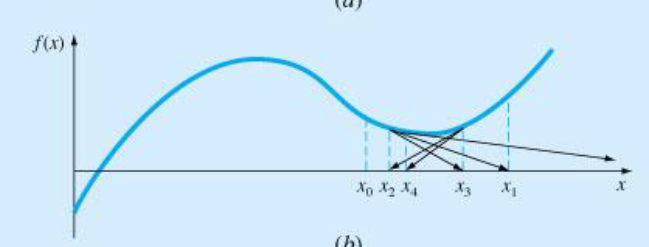 (a)
f(x)
x₀ x₂ x₄ x₃ x₁ x
(b)